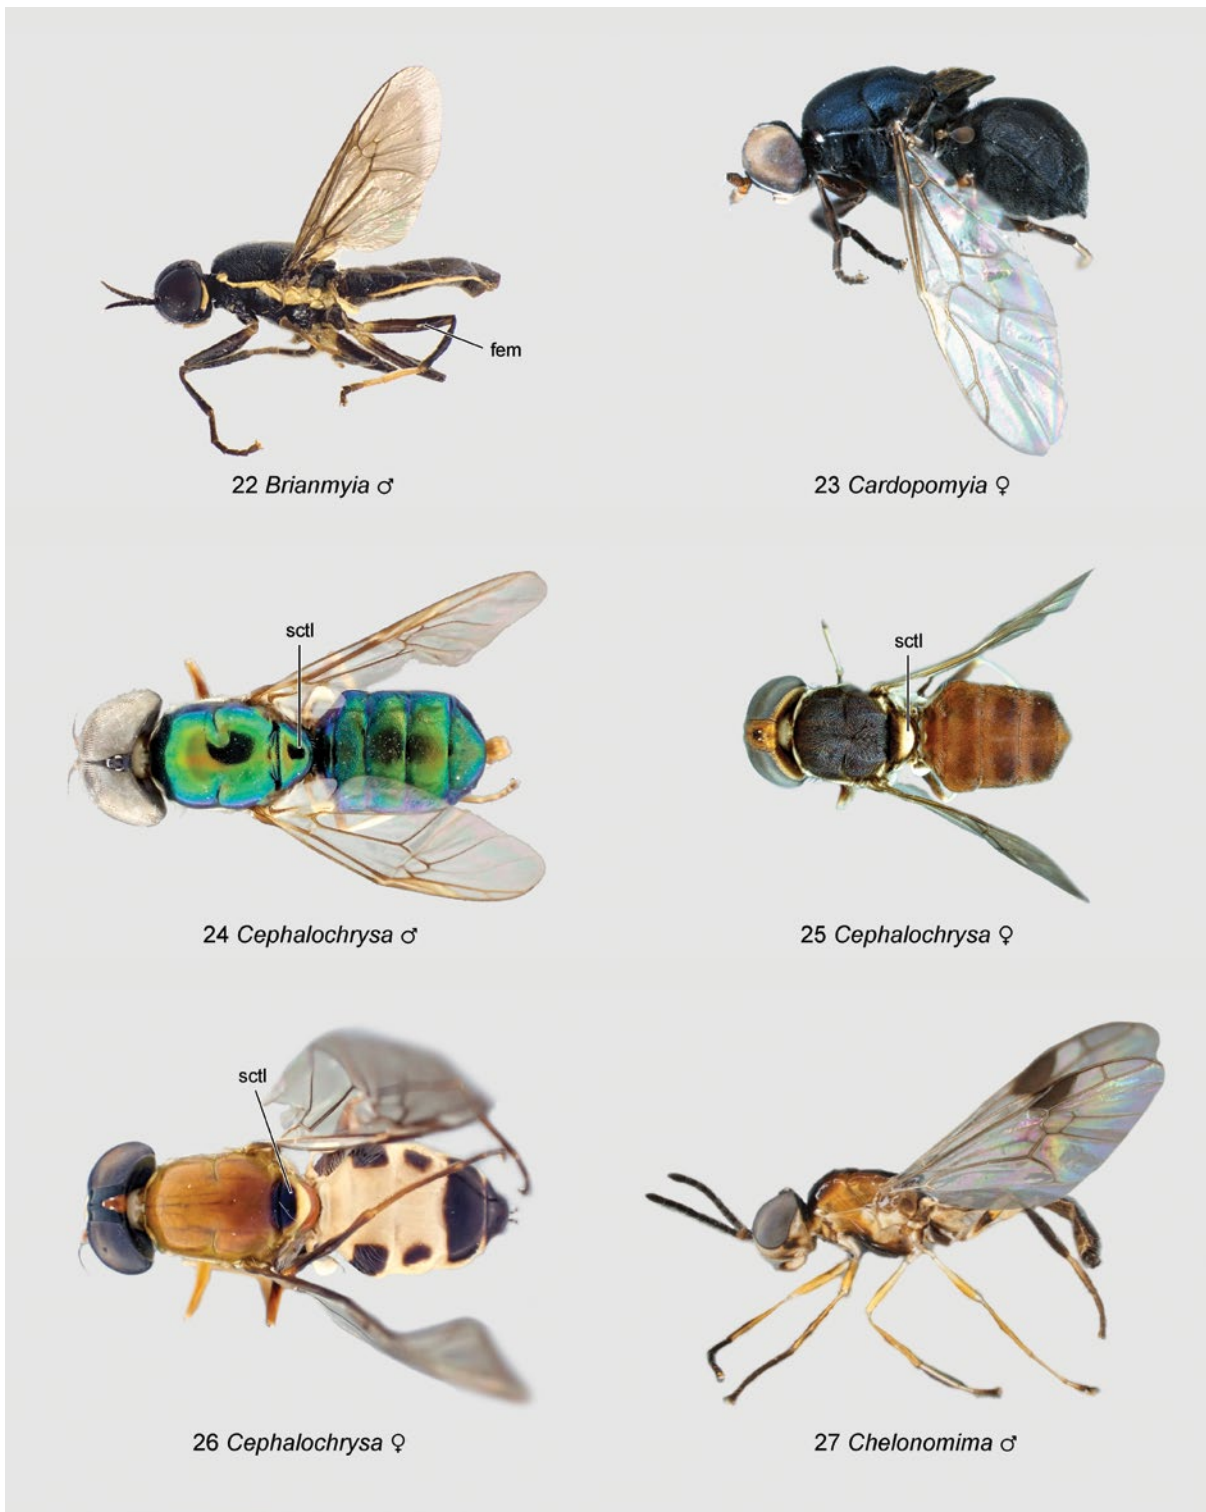 fem
22 Brianmyia ♂
23 Cardopomyia ♀
sctl
sctl
24 Cephalochrysa ♂
25 Cephalochrysa ♀
sctl
26 Cephalochrysa ♀
27 Chelonomima ♂